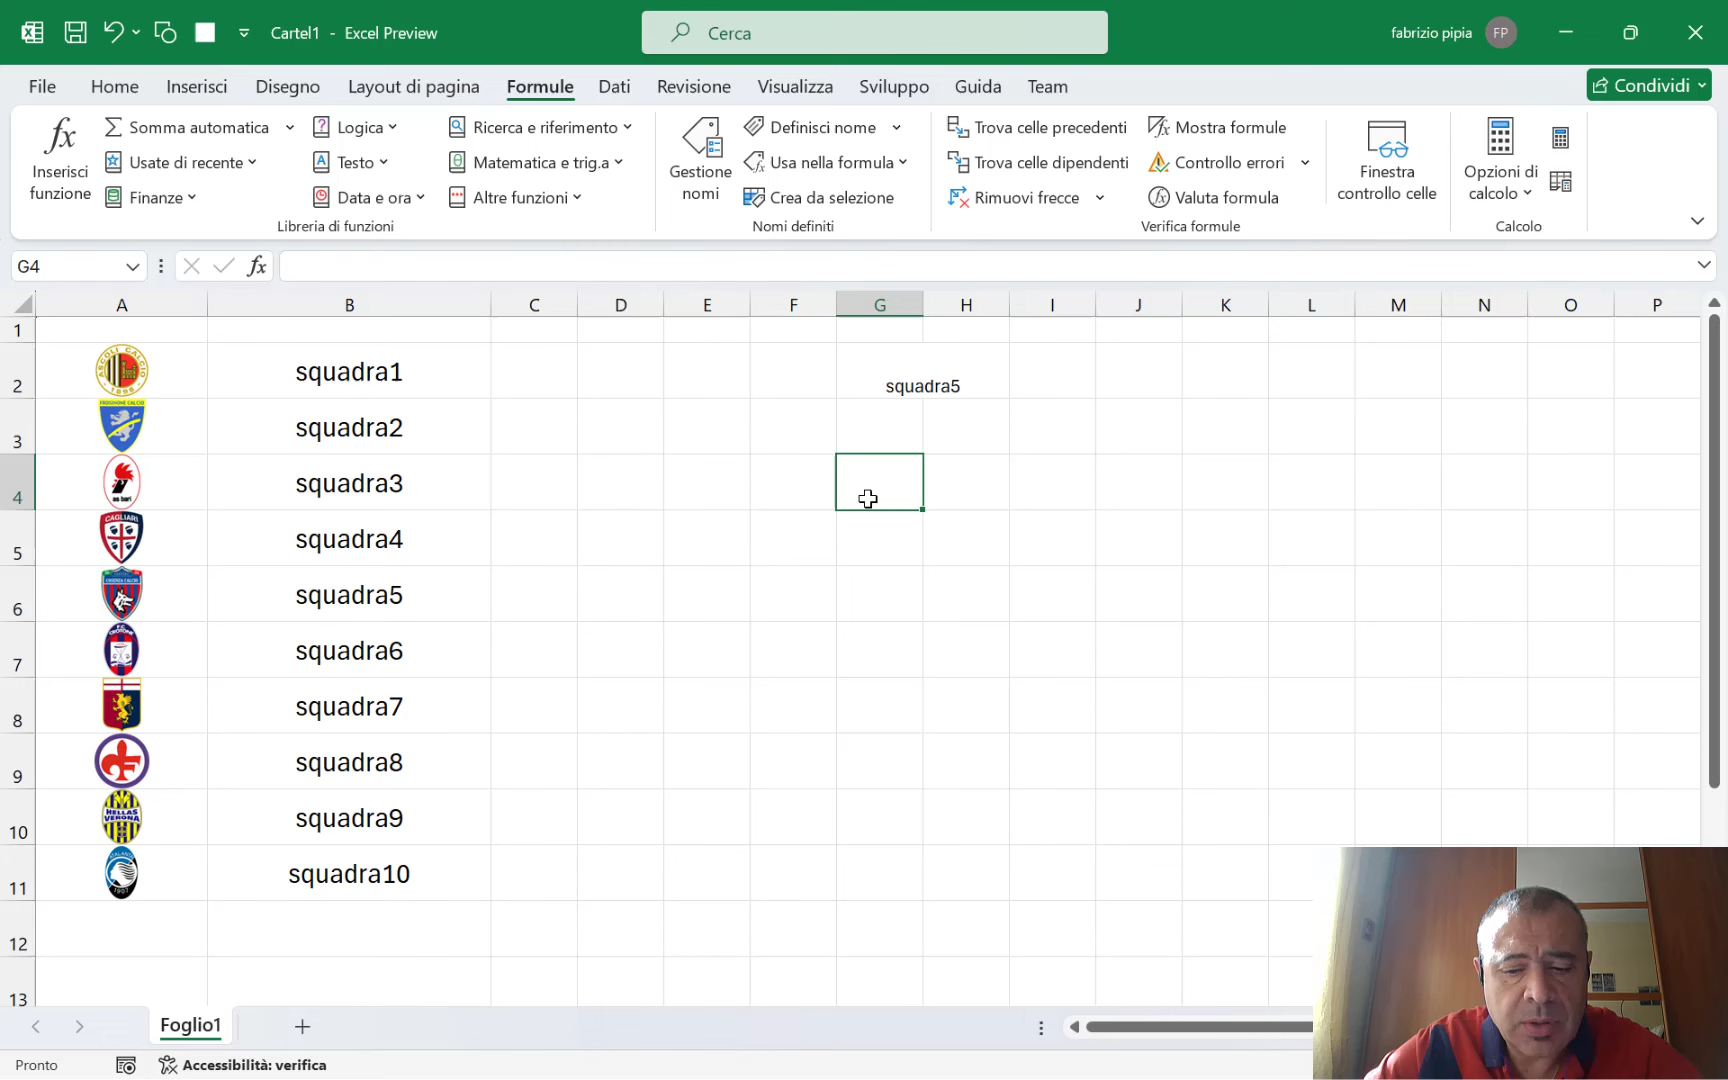 Cartel1 - Excel Preview
Cerca
fabrizio pipia
FP
File
Home
Inserisci
Disegno
Layout di pagina
Formule
Dati
Revisione
Visualizza
Sviluppo
Guida
Team
Condividi
Inserisci
funzione
Somma automatica
Usate di recente
Finanze
Logica
Testo
Data e ora
Ricerca e riferimento
Matematica e trig.a
Altre funzioni
Libreria di funzioni
Gestione
nomi
Definisci nome
Usa nella formula
Crea da selezione
Nomi definiti
Trova celle precedenti
Trova celle dipendenti
Rimuovi frecce
Mostra formule
Controllo errori
Valuta formula
Verifica formule
Finestra
controllo celle
Opzioni di
calcolo
Calcolo
G4
fx
A B C D E F G H I J K L M N O P
1
2 squadra1 squadra5
3 squadra2
4 squadra3
5 squadra4
6 squadra5
7 squadra6
8 squadra7
9 squadra8
10 HELLAS VERONA squadra9
11 squadra10
12
13
Foglio1
Pronto
Accessibilità: verifica